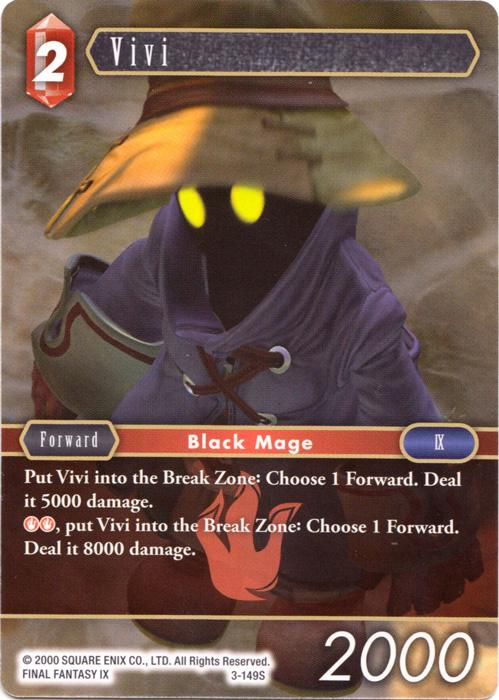 2
Vivi
Forward
Black Mage
IX
Put Vivi into the Break Zone: Choose 1 Forward. Deal
it 5000 damage.
, put Vivi into the Break Zone: Choose 1 Forward.
Deal it 8000 damage.
© 2000 SQUARE ENIX CO., LTD. All Rights Reserved.
FINAL FANTASY IX
3-149S
2000